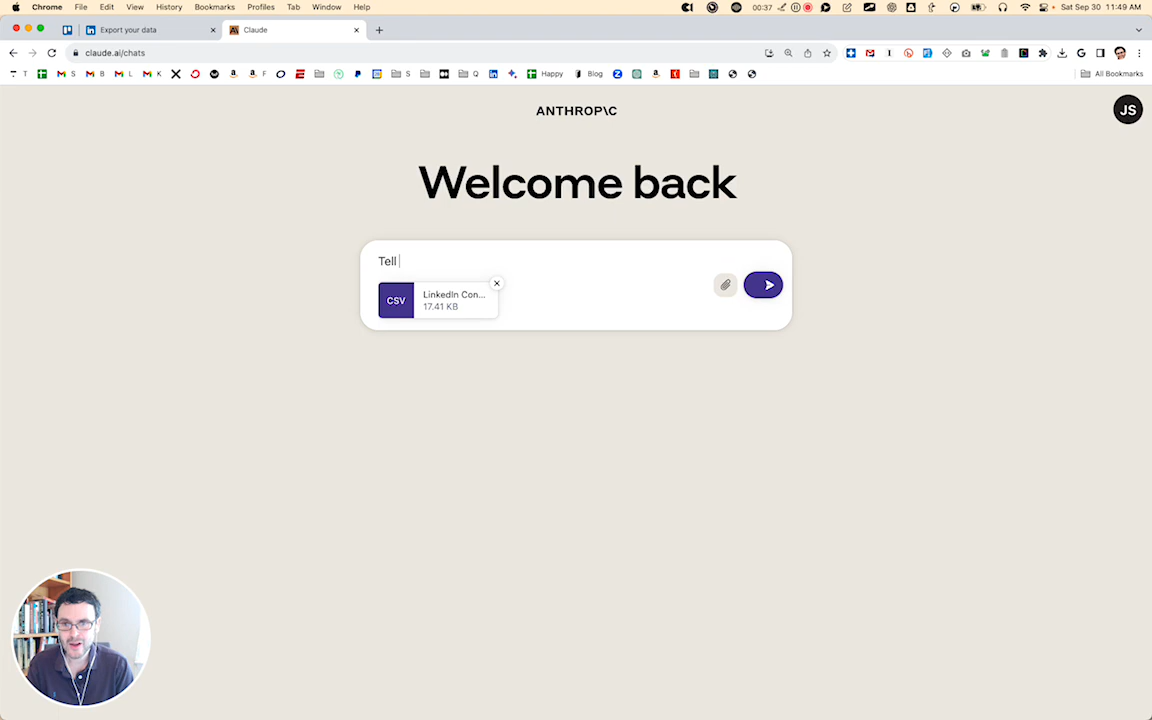 Chrome File Edit View History Bookmarks Profiles Tab Window Help 00:37 Sat Sep 30 11:49 AM
Export your data Claude
claude.ai/chats
T S B L K F S Q Happy Blog All Bookmarks
ANTHROP\C
JS
Welcome back
Tell
CSV
LinkedIn Con...
17.41 KB